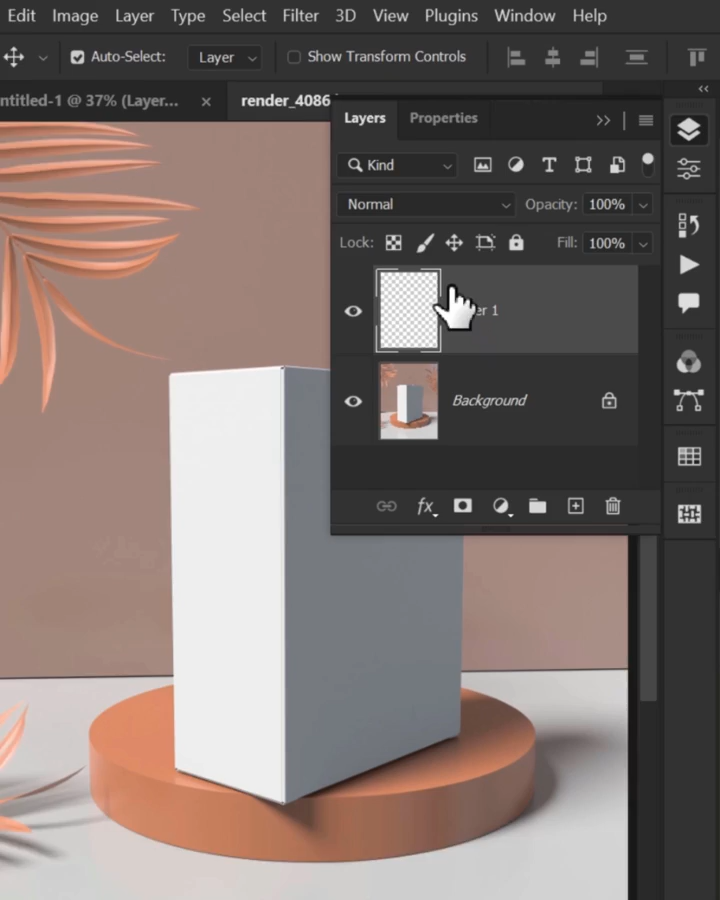 Edit Image Layer Type Select Filter 3D View Plugins Window Help
Auto-Select: Layer Show Transform Controls
ntitled-1 @ 37% (Layer... × render_4086
Layers Properties
Kind
Normal Opacity: 100%
Lock: Fill: 100%
er 1
Background
fx